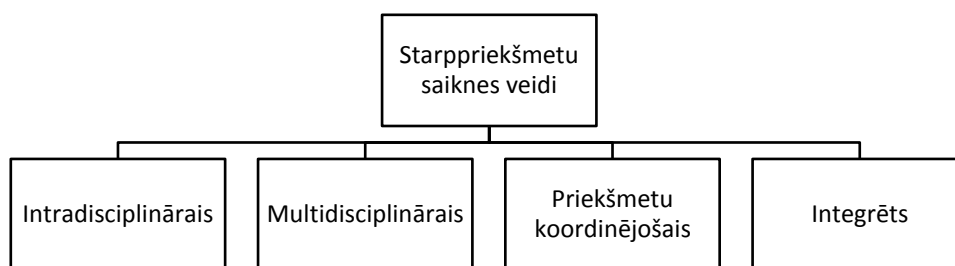 Starppriekšmetu
saiknes veidi
Intradisciplinārais
Multidisciplinārais
Priekšmetu
koordinējošais
Integrēts